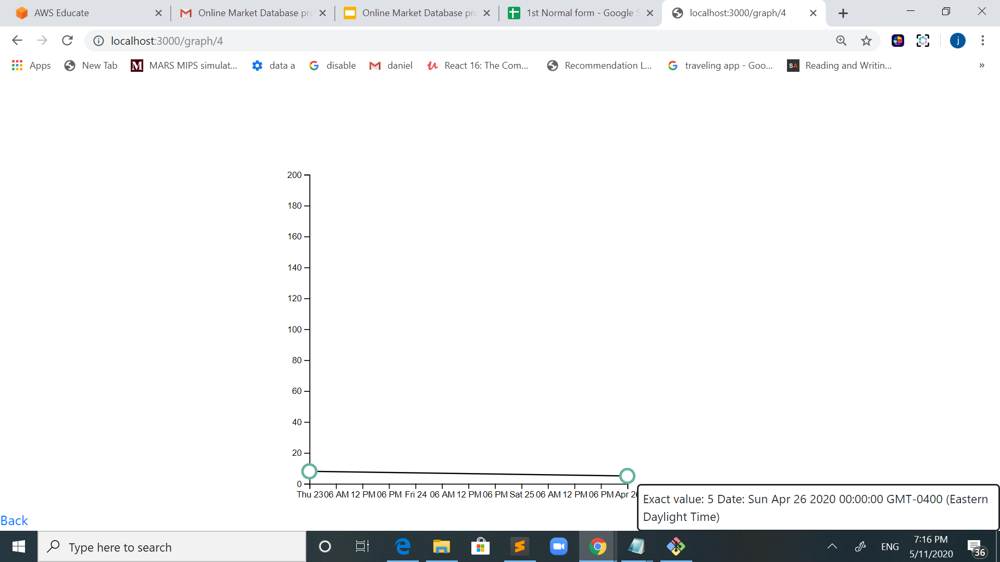 AWS Educate
Online Market Database pro
Online Market Database pro
1st Normal form - Google S
localhost:3000/graph/4
localhost:3000/graph/4
j
Apps
New Tab
M MARS MIPS simulat...
data a
disable
daniel
React 16: The Com...
Recommendation L...
traveling app - Goo...
SA Reading and Writin...
200
180
160
140
120
100
80
60
40
20
0
Thu 23 06 AM 12 PM 06 PM Fri 24 06 AM 12 PM 06 PM Sat 25 06 AM 12 PM 06 PM Apr 26
Exact value: 5 Date: Sun Apr 26 2020 00:00:00 GMT-0400 (Eastern
Daylight Time)
Back
Type here to search
ENG
7:16 PM
5/11/2020
36